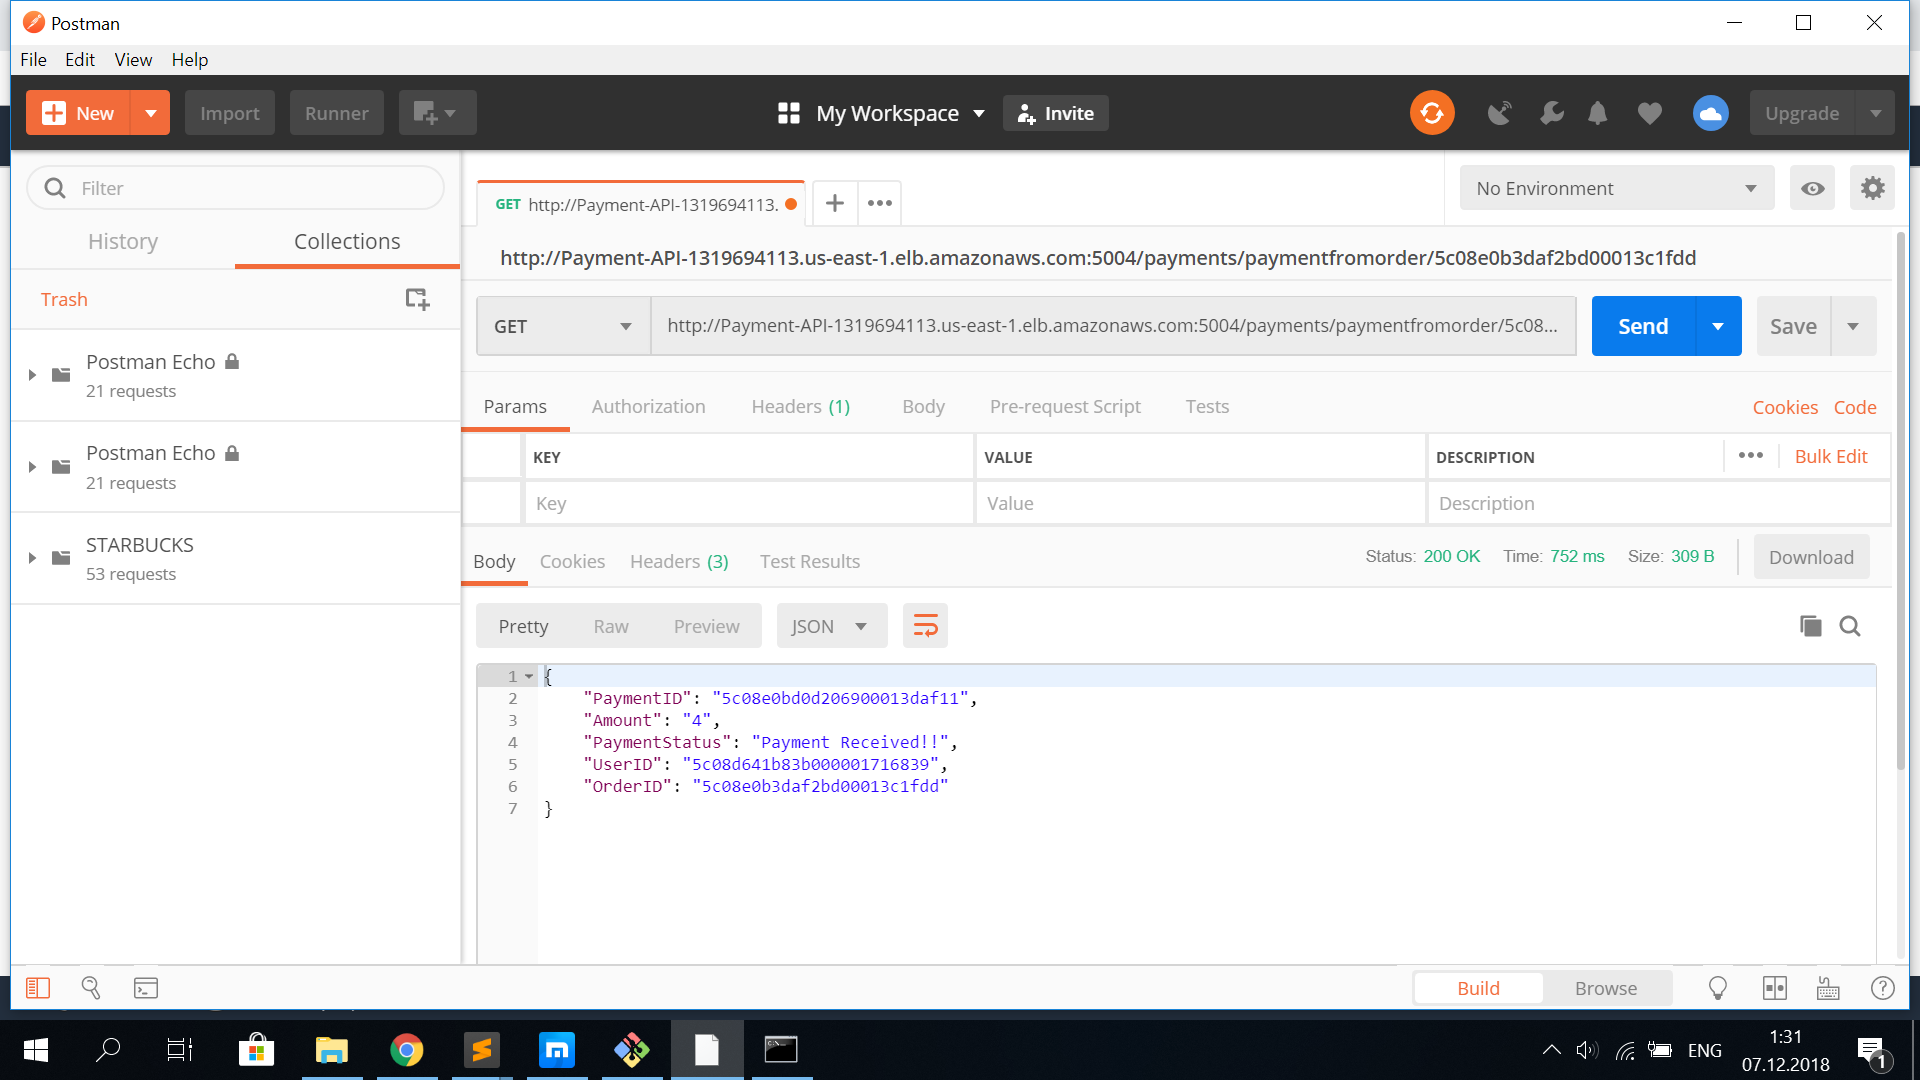 Postman
File Edit View Help
New Import Runner My Workspace Invite Upgrade
Filter
History Collections
Trash
Postman Echo
21 requests
Postman Echo
21 requests
STARBUCKS
53 requests
GET http://Payment-API-1319694113.
No Environment
http://Payment-API-1319694113.us-east-1.elb.amazonaws.com:5004/payments/paymentfromorder/5c08e0b3daf2bd00013c1fdd
GET http://Payment-API-1319694113.us-east-1.elb.amazonaws.com:5004/payments/paymentfromorder/5c08... Send Save
Params Authorization Headers (1) Body Pre-request Script Tests Cookies Code
KEY VALUE DESCRIPTION Bulk Edit
Key Value Description
Body Cookies Headers (3) Test Results Status: 200 OK Time: 752 ms Size: 309 B Download
Pretty Raw Preview JSON
1 {
2 "PaymentID": "5c08e0bd0d206900013daf11",
3 "Amount": "4",
4 "PaymentStatus": "Payment Received!!",
5 "UserID": "5c08d641b83b000001716839",
6 "OrderID": "5c08e0b3daf2bd00013c1fdd"
7 }
Build Browse
ENG
1:31
07.12.2018
1